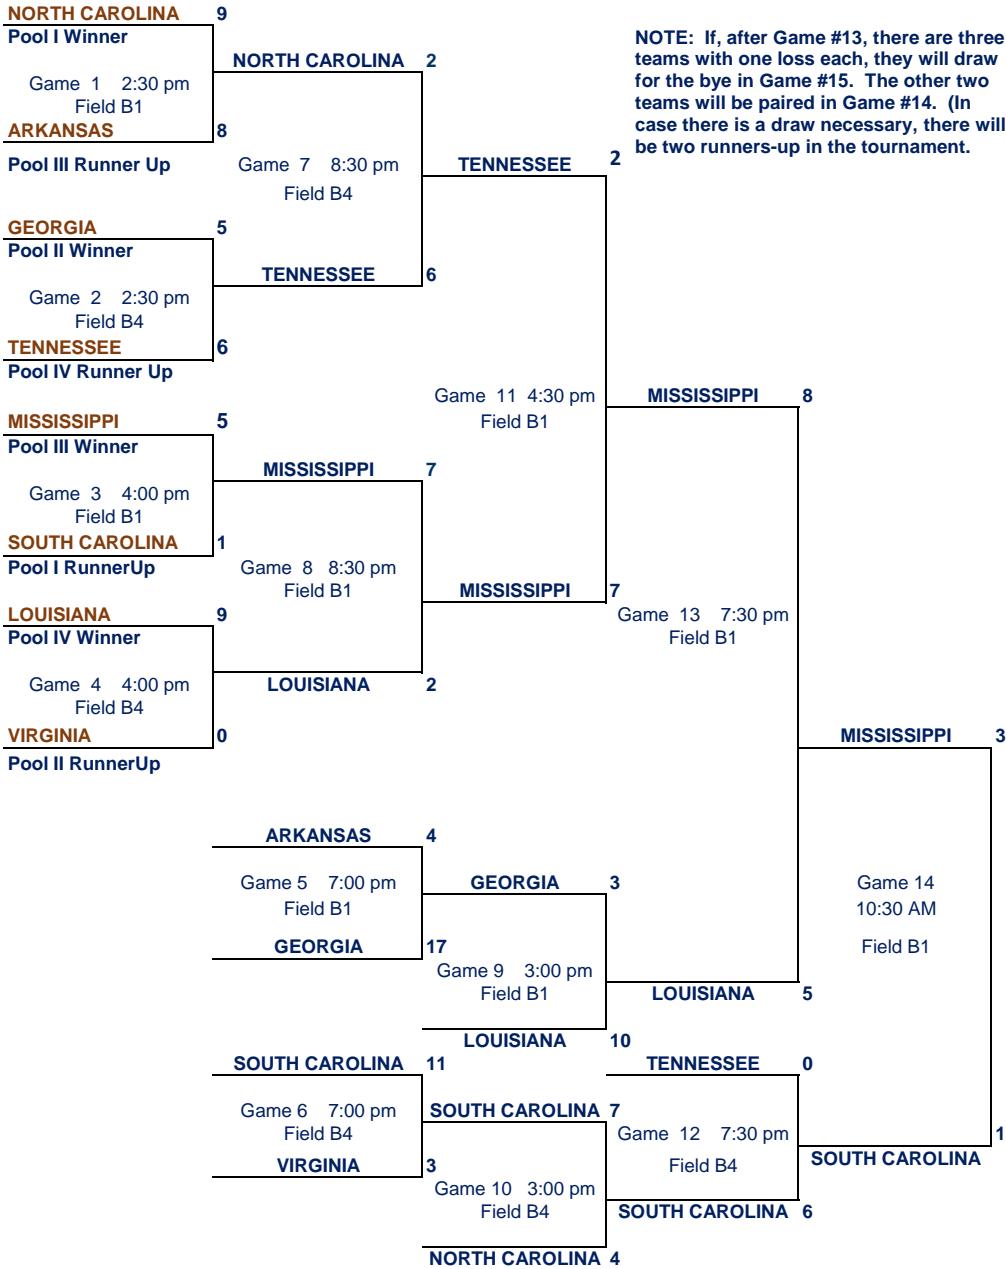 NORTH CAROLINA 9
Pool I Winner
Game 1 2:30 pm
Field B1
ARKANSAS 8
Pool III Runner Up
GEORGIA 5
Pool II Winner
Game 2 2:30 pm
Field B4
TENNESSEE 6
Pool IV Runner Up
MISSISSIPPI 5
Pool III Winner
Game 3 4:00 pm
Field B1
SOUTH CAROLINA 1
Pool I RunnerUp
LOUISIANA 9
Pool IV Winner
Game 4 4:00 pm
Field B4
VIRGINIA 0
Pool II RunnerUp
NORTH CAROLINA 2
Game 7 8:30 pm
Field B4
TENNESSEE 6
MISSISSIPPI 7
Game 8 8:30 pm
Field B1
LOUISIANA 2
TENNESSEE 2
Game 11 4:30 pm
Field B1
MISSISSIPPI 7
NOTE: If, after Game #13, there are three
teams with one loss each, they will draw
for the bye in Game #15. The other two
teams will be paired in Game #14. (In
case there is a draw necessary, there will
be two runners-up in the tournament.
MISSISSIPPI 8
Game 13 7:30 pm
Field B1
LOUISIANA 5
ARKANSAS 4
Game 5 7:00 pm
Field B1
GEORGIA 17
GEORGIA 3
Game 9 3:00 pm
Field B1
LOUISIANA 10
SOUTH CAROLINA 11
Game 6 7:00 pm
Field B4
VIRGINIA 3
SOUTH CAROLINA 7
Game 10 3:00 pm
Field B4
NORTH CAROLINA 4
TENNESSEE 0
Game 12 7:30 pm
Field B4
SOUTH CAROLINA 6
MISSISSIPPI 3
Game 14
10:30 AM
Field B1
SOUTH CAROLINA 1